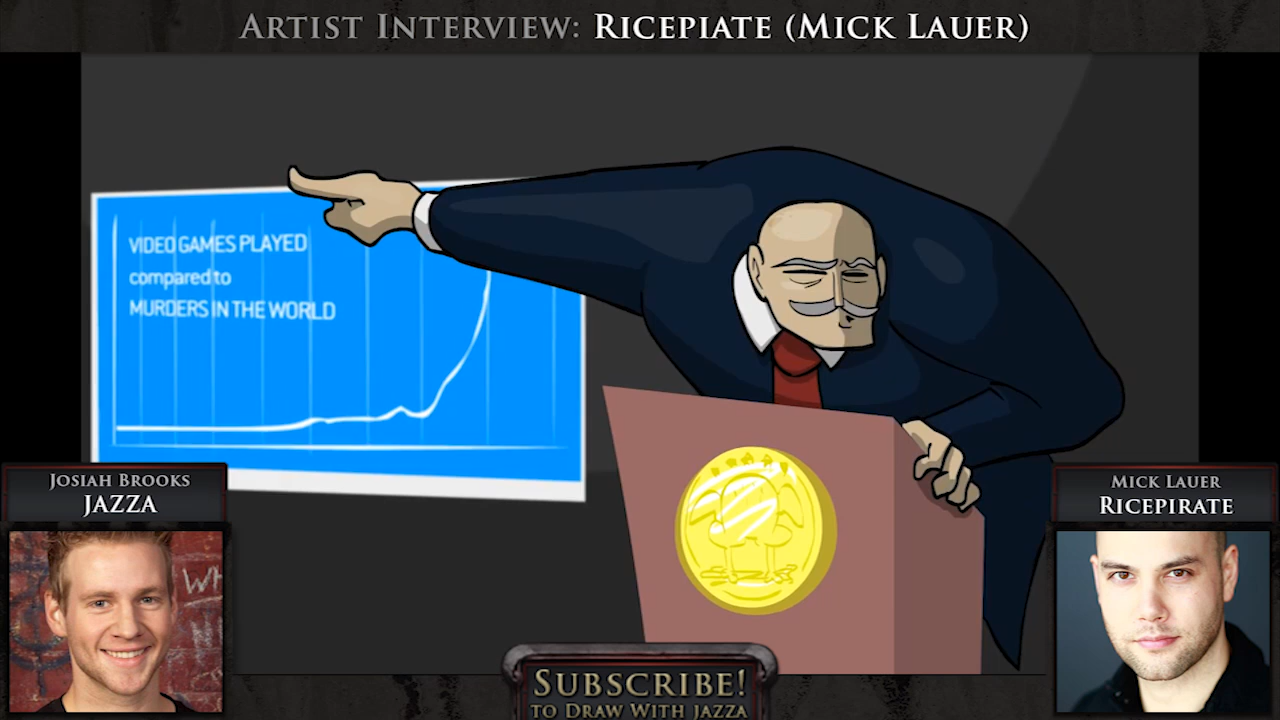 ARTIST INTERVIEW: RICEPIATE (MICK LAUER)
VIDEO GAMES PLAYED
compared to
MURDERS IN THE WORLD
JOSIAH BROOKS
JAZZA
MICK LAUER
RICEPIRATE
WH
SUBSCRIBE!
TO DRAW WITH JAZZA